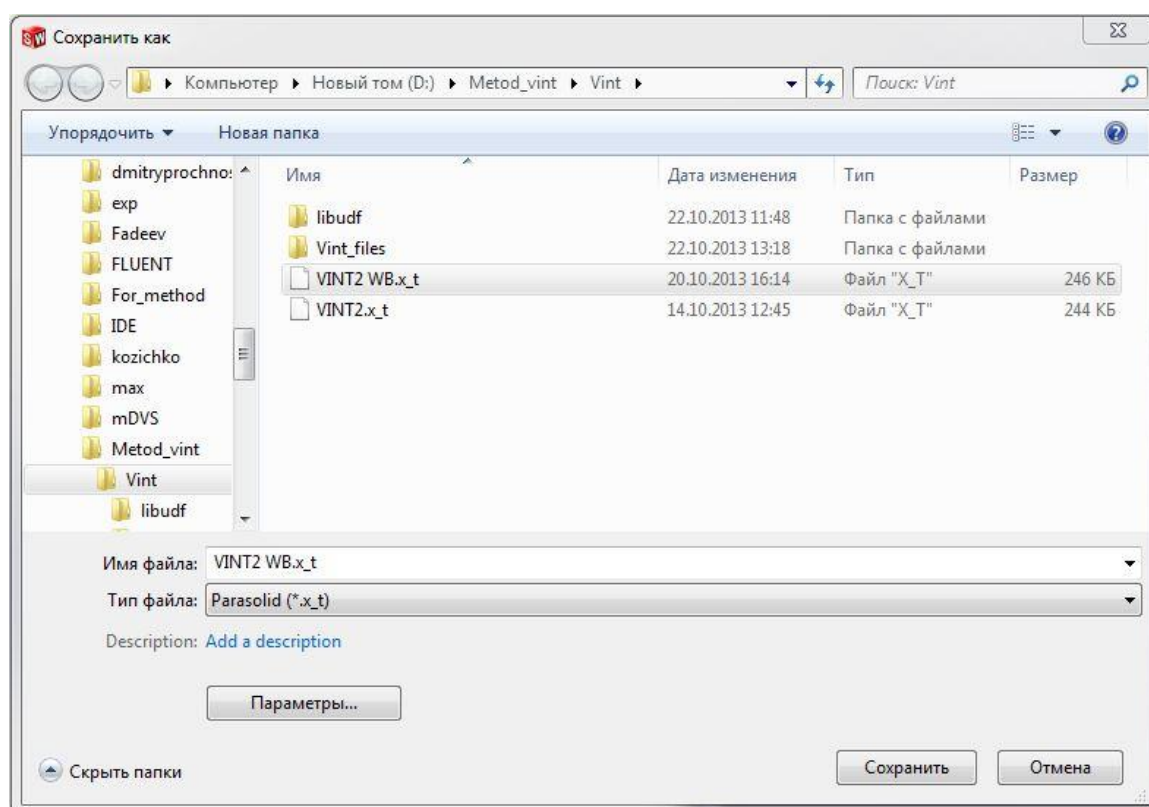 SW Сохранить как
Компьютер Новый том (D:) Metod_vint Vint Поиск: Vint
Упорядочить Новая папка
dmitryprochno
exp
Fadeev
FLUENT
For_method
IDE
kozichko
max
mDVS
Metod_vint
Vint
libudf
Имя Дата изменения Тип Размер
libudf 22.10.2013 11:48 Папка с файлами
Vint_files 22.10.2013 13:18 Папка с файлами
VINT2 WB.x_t 20.10.2013 16:14 Файл "X_T" 246 КБ
VINT2.x_t 14.10.2013 12:45 Файл "X_T" 244 КБ
Имя файла: VINT2 WB.x_t
Тип файла: Parasolid (*.x_t)
Description: Add a description
Параметры...
Скрыть папки Сохранить Отмена